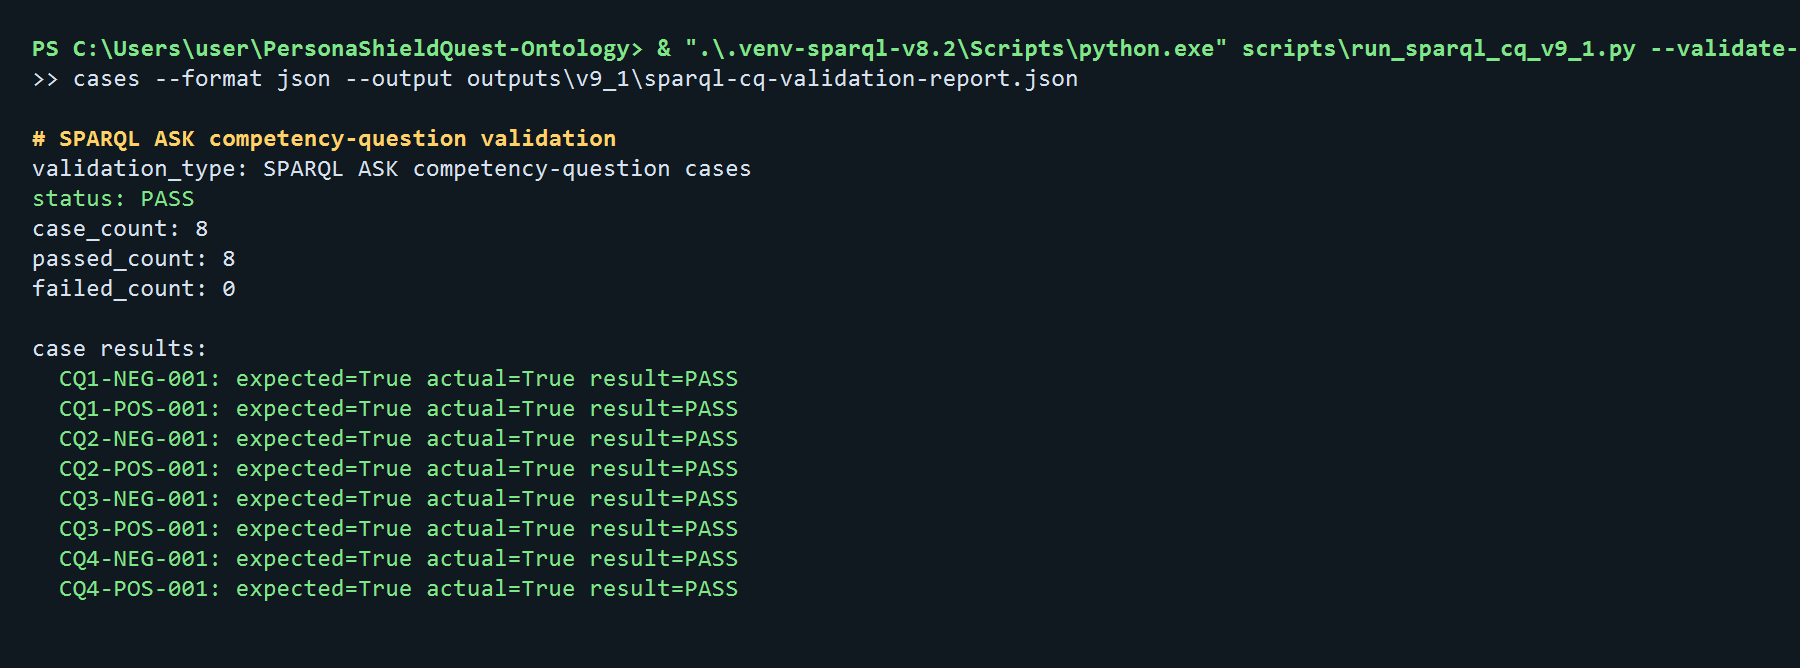 PS C:\Users\user\PersonaShieldQuest-Ontology> & ".\.venv-sparql-v8.2\Scripts\python.exe" scripts\run_sparql_cq_v9_1.py --validate-
>> cases --format json --output outputs\v9_1\sparql-cq-validation-report.json
# SPARQL ASK competency-question validation
validation_type: SPARQL ASK competency-question cases
status: PASS
case_count: 8
passed_count: 8
failed_count: 0
case results:
CQ1-NEG-001: expected=True actual=True result=PASS
CQ1-POS-001: expected=True actual=True result=PASS
CQ2-NEG-001: expected=True actual=True result=PASS
CQ2-POS-001: expected=True actual=True result=PASS
CQ3-NEG-001: expected=True actual=True result=PASS
CQ3-POS-001: expected=True actual=True result=PASS
CQ4-NEG-001: expected=True actual=True result=PASS
CQ4-POS-001: expected=True actual=True result=PASS